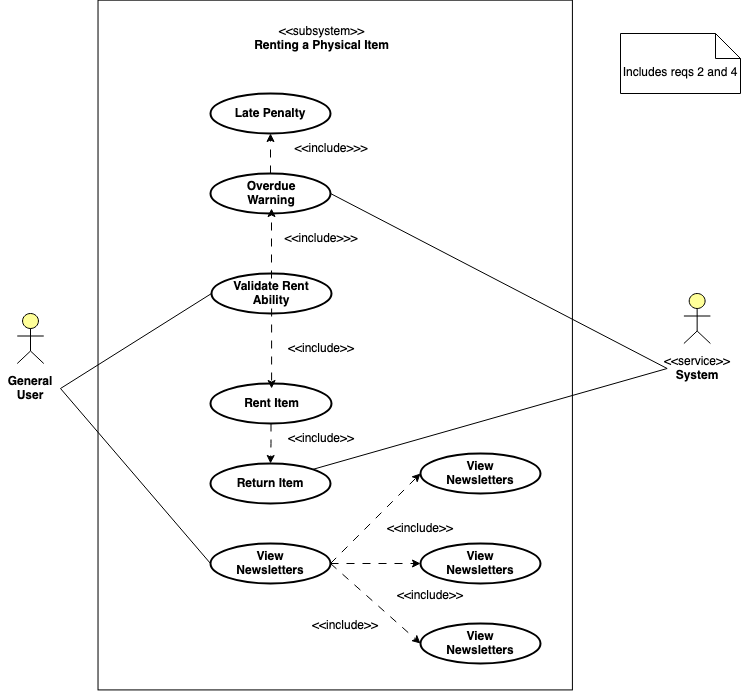 <<subsystem>>
Renting a Physical Item
Includes reqs 2 and 4
Late Penalty
<<include>>>
Overdue
Warning
<<include>>>
Validate Rent
Ability
<<include>>
General
User
<<service>>
System
Rent Item
<<include>>
Return Item
View
Newsletters
<<include>>
View
Newsletters
View
Newsletters
<<include>>
<<include>>
View
Newsletters